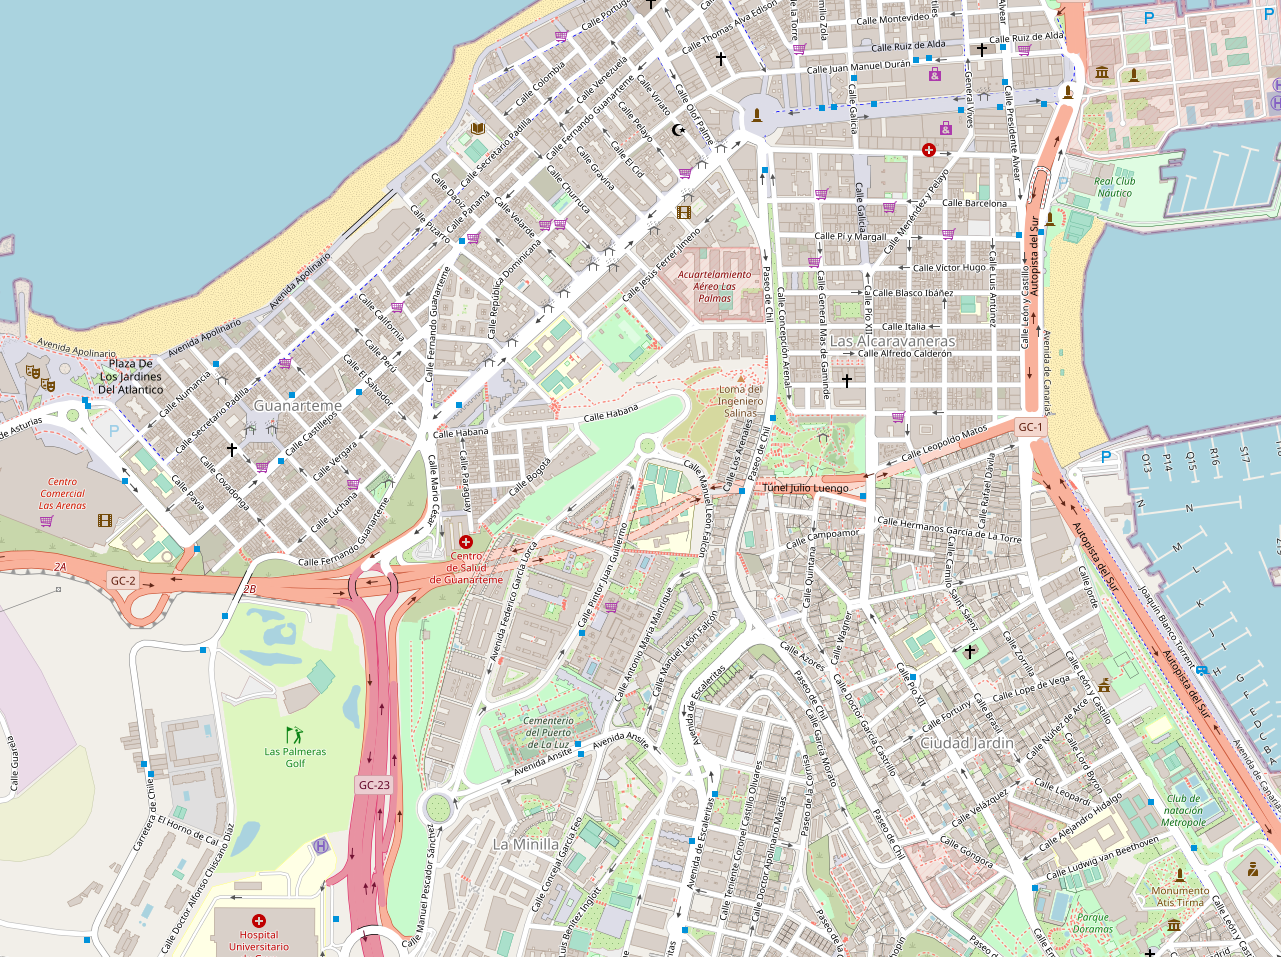 Calle Portugal
Calle Thomas Alva Edison
Calle Montevideo
Calle Ruiz de Alda
Calle Ruiz de Alda
Calle Juan Manuel Durán
Calle Colombia
Calle Venezuela
Calle Fernando Guanarteme
Calle Viriato
Calle Olof Palme
Calle Galicia
General Vives
Calle Presidente Alvear
Calle Pelayo
Calle Secretario Padilla
Calle El Cid
Calle Gravina
Calle Churruca
Calle Daoiz
Calle Panamá
Calle Velarde
Calle Pizarro
Calle Galicia
Calle Menéndez y Pelayo
Calle Barcelona
Real Club
Náutico
Calle Pi y Margall
Calle Jesús Ferrer Jimeno
Calle República Dominicana
Avenida Apolinario
Acuartelamiento
Aéreo Las
Palmas
Paseo de Chil
Calle Víctor Hugo
Calle Luis Antúnez
Autopista del Sur
Calle León y Castillo
Calle Blasco Ibáñez
Calle General Mas de Gaminde
Calle Pio XII
Calle Concepción Arenal
Calle Italia
Las Alcaravaneras
Calle Alfredo Calderón
Avenida de Canarias
Calle California
Calle Perú
Calle Fernando Guanarteme
Avenida Apolinario
Avenida Apolinario
Plaza De
Los Jardines
Del Atlantico
Calle El Salvador
Calle Numancia
Guanarteme
Calle Secretario Padilla
Calle Castillejos
Calle Vergara
Loma del
Ingeniero
Salinas
Calle Habana
Calle Habana
de Asturias
GC-1
Calle Leopoldo Matos
Calle Los Arenales
Paseo de Chil
Calle Bogotá
Calle Paraguay
Calle Mario César
Calle Covadonga
Calle Pavia
Calle Luchana
Calle Fernando Guanarteme
Centro
Comercial
Las Arenas
Calle Manuel León Falcón
Túnel Julio Luengo
Calle Rafael Dávila
Calle Hermanos García de La Torre
Calle Campoamor
Calle Quintana
Calle Camilo Saint Saenz
O13
P14
Q15
R16
S17
N
N
M
L
K
J
I
H
G
F
E
D
C
B
A
Autopista del Sur
Joaquín Blanco Torrent
Centro
de Salud
de Guanarteme
2A
GC-2
2B
Avenida Federico García Lorca
Calle Pintor Juan Guillermo
Calle Antonio María Manrique
Calle Manuel León Falcón
Calle Wagner
Calle Azores
Calle Zorrilla
Calle Jorde
Calle Lope de Vega
Calle León y Castillo
Autopista del Sur
Avenida de Canarias
Calle Pio XII
Calle Fortuny
Calle Brasil
Calle Núñez de Arce
Calle Lord Byron
Ciudad Jardin
Paseo de Chil
Calle Doctor García Castrillo
Calle García Morato
Avenida de Escaleritas
Cementerio
del Puerto
de La Luz
Avenida Ansite
Avenida Ansite
Las Palmeras
Golf
GC-23
Calle Guarela
Carretera de Chile
El Horno de Cal
Calle Doctor Alfonso Chiscano Díaz
Calle Leopardi
Calle Velázquez
Calle Alejandro Hidalgo
Club de
natación
Metropole
La Minilla
Calle Manuel Pescador Sánchez
Calle Concejal García Feo
Luis Benítez Inglott
Avenida de Escaleritas
Calle Teniente Coronel Castillo Olivares
Calle Doctor Apolinario Macías
Paseo de la Cornisa
Paseo de Chil
Calle Góngora
Calle Ludwig van Beethoven
Monumento
Atis Tirma
Parque
Doramas
Hospital
Universitario